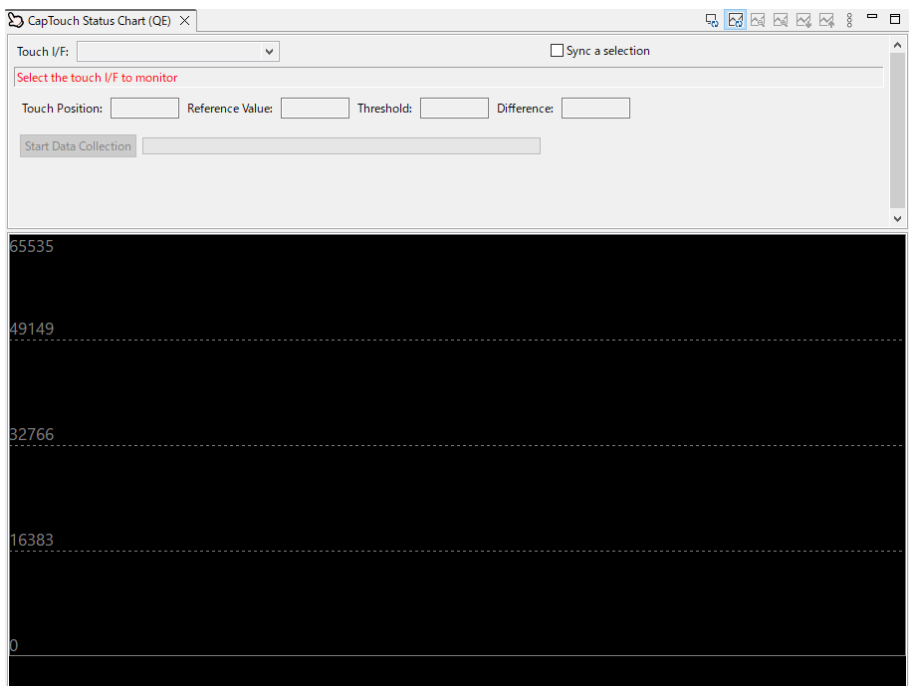 CapTouch Status Chart (QE)
Touch I/F:
Sync a selection
Select the touch I/F to monitor
Touch Position: Reference Value: Threshold: Difference:
Start Data Collection
65535
49149
32766
16383
0